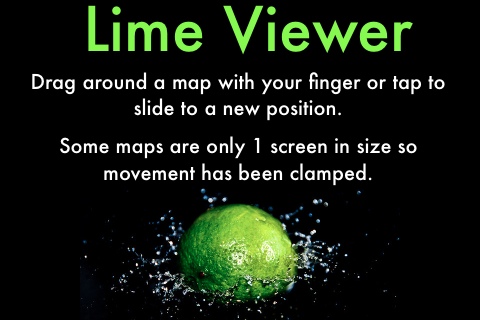 Lime Viewer
Drag around a map with your finger or tap to
slide to a new position.
Some maps are only 1 screen in size so
movement has been clamped.